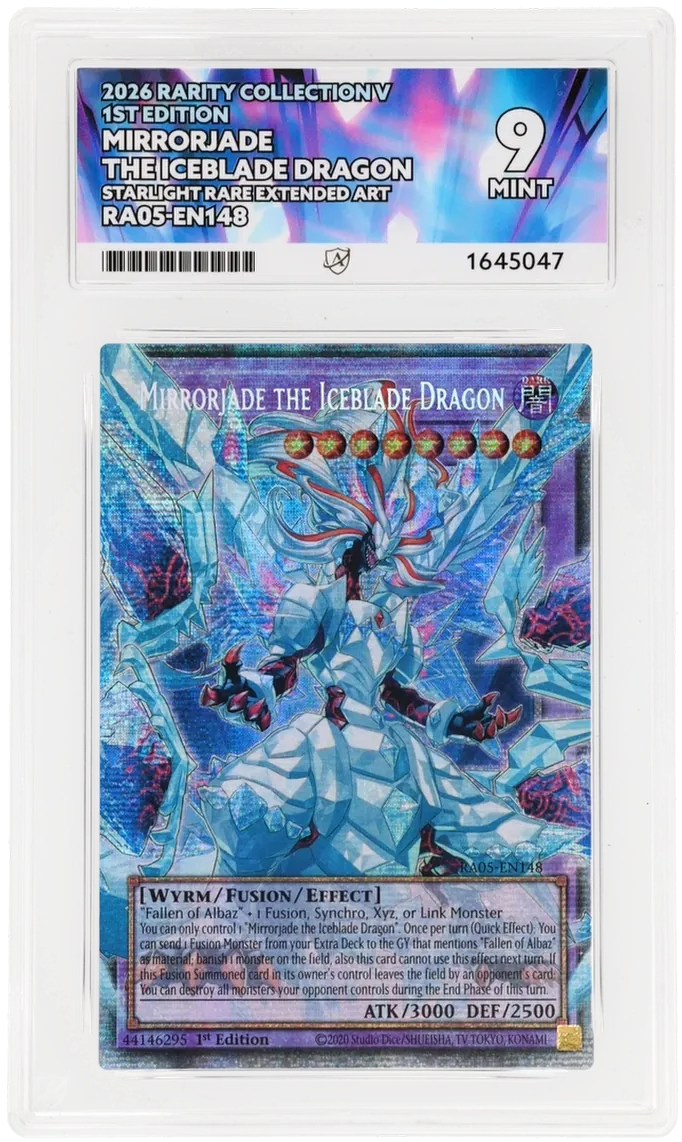 2026 RARITY COLLECTION V
1ST EDITION
MIRRORJADE
THE ICEBLADE DRAGON
STARLIGHT RARE EXTENDED ART
RA05-EN148
9
MINT
1645047
MIRRORJADE THE ICEBLADE DRAGON
DARK
闇
RA05-EN148
[WYRM/FUSION/EFFECT]
"Fallen of Albaz" + 1 Fusion, Synchro, Xyz, or Link Monster
You can only control 1 "Mirrorjade the Iceblade Dragon". Once per turn (Quick Effect): You
can send 1 Fusion Monster from your Extra Deck to the GY that mentions "Fallen of Albaz"
as material; banish 1 monster on the field, also this card cannot use this effect next turn. If
this Fusion Summoned card in its owner's control leaves the field by an opponent's card:
You can destroy all monsters your opponent controls during the End Phase of this turn.
ATK/3000 DEF/2500
44146295 1st Edition ©2020 Studio Dice/SHUEISHA, TV TOKYO, KONAMI